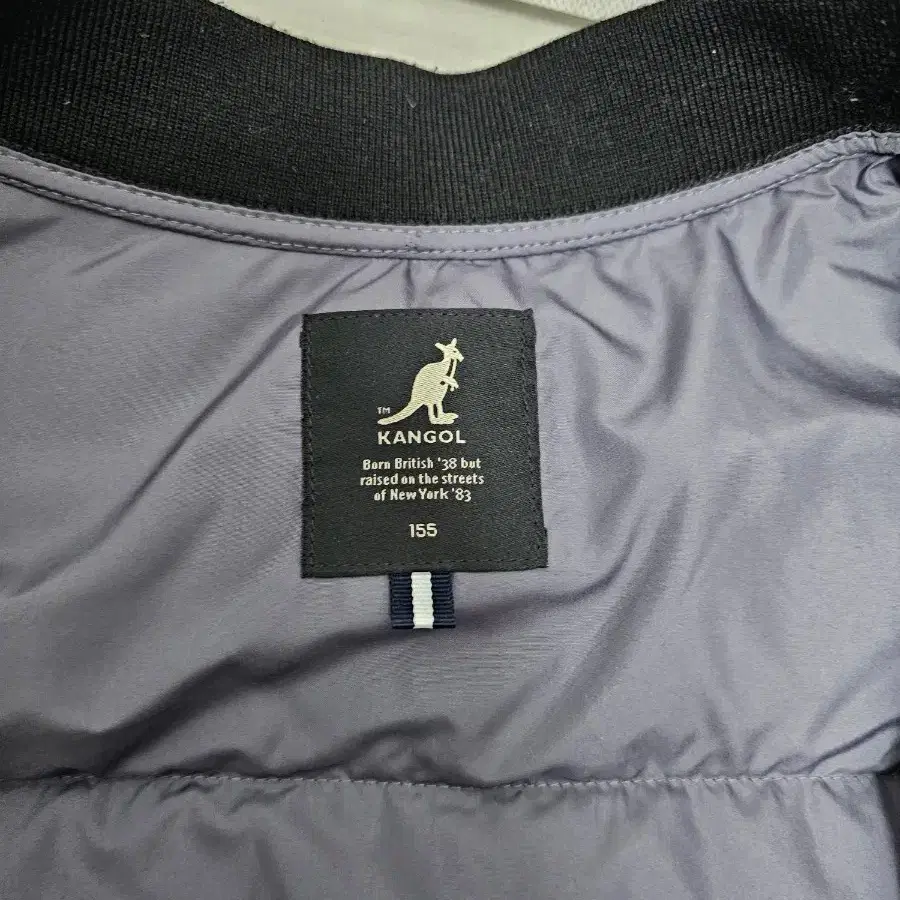 TM
KANGOL
Born British '38 but
raised on the streets
of New York '83
155